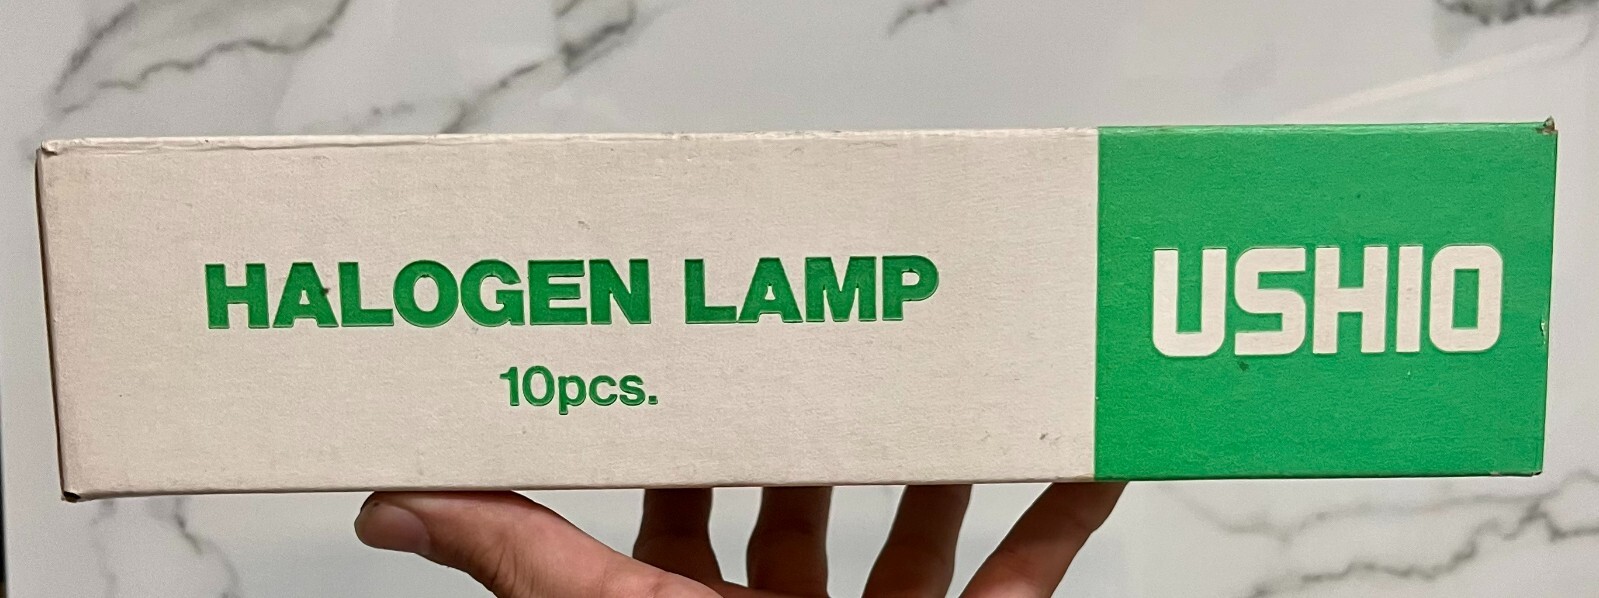 HALOGEN LAMP
10pcs.
USHIO